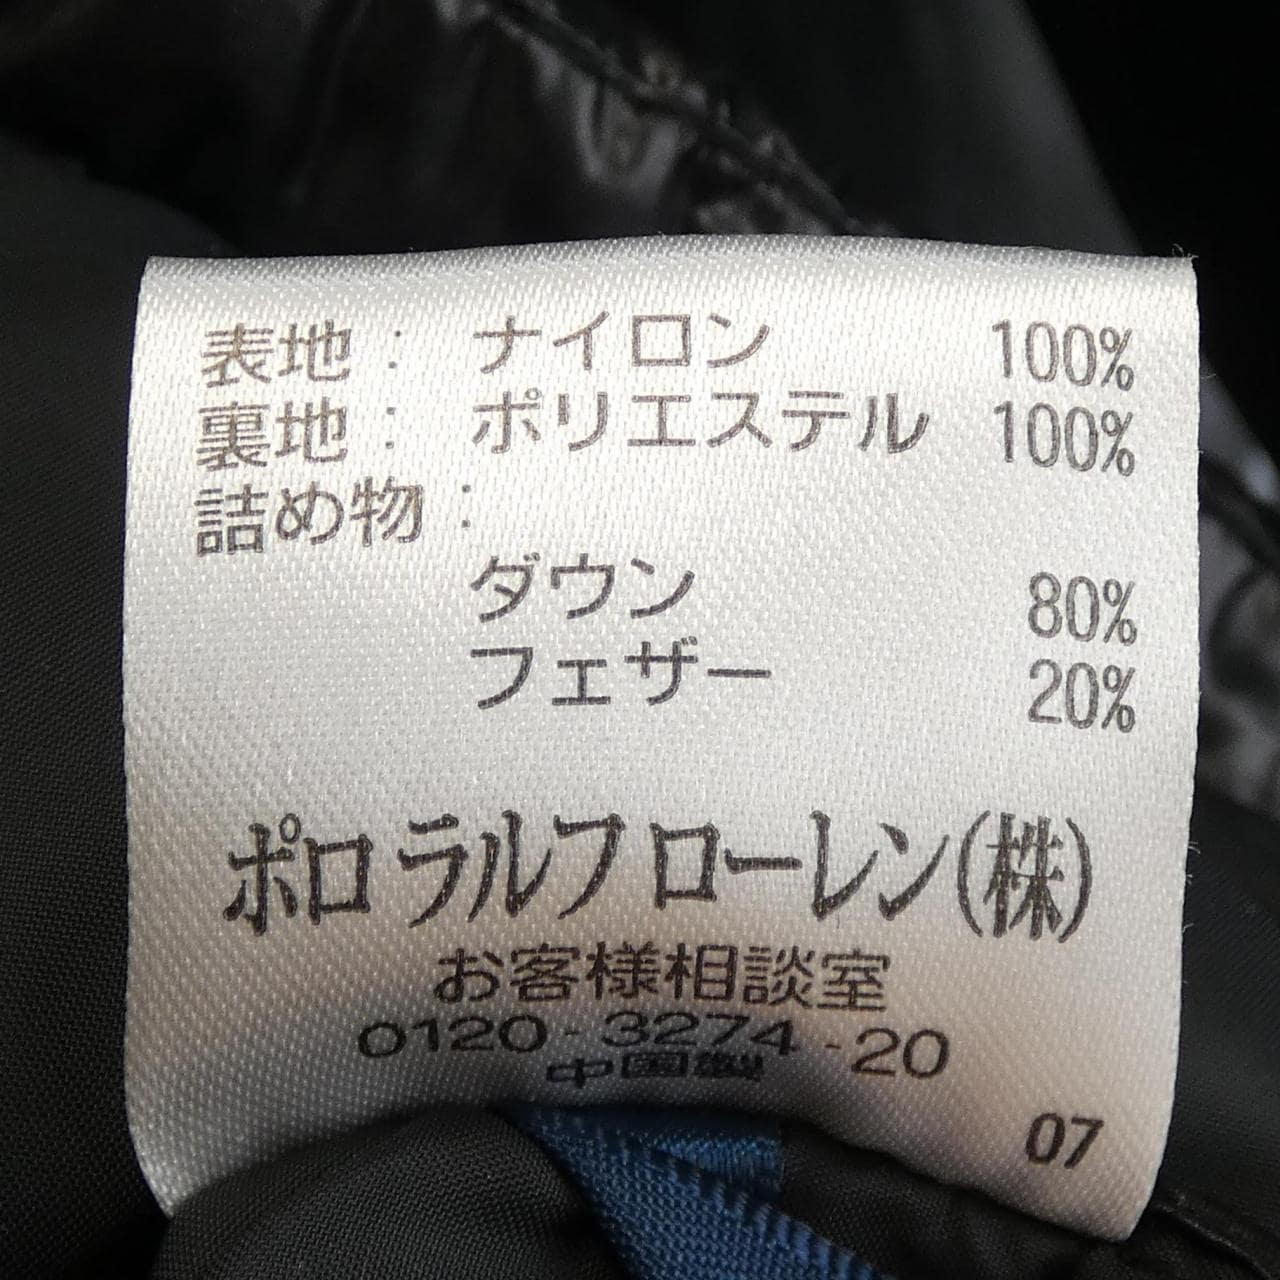 表地： ナイロン 100%
裏地： ポリエステル 100%
詰め物：
ダウン 80%
フェザー 20%
ポロ ラルフ ローレン(株)
お客様相談室
0120-3274-20
中国製
07